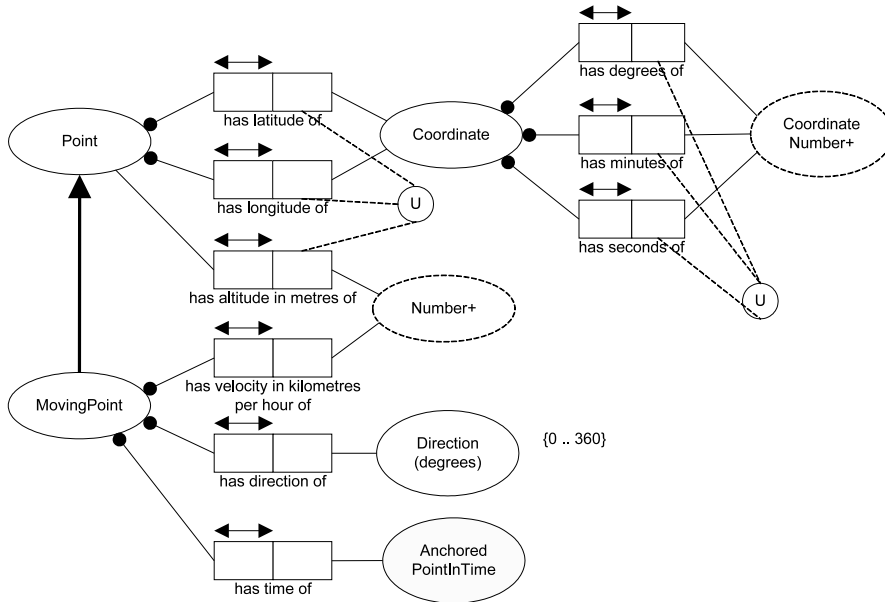 has degrees of
has latitude of
Point
Coordinate
Coordinate
Number+
has minutes of
has longitude of
U
has seconds of
has altitude in metres of
U
Number+
has velocity in kilometres
per hour of
MovingPoint
Direction
(degrees)
{0 .. 360}
has direction of
Anchored
PointInTime
has time of